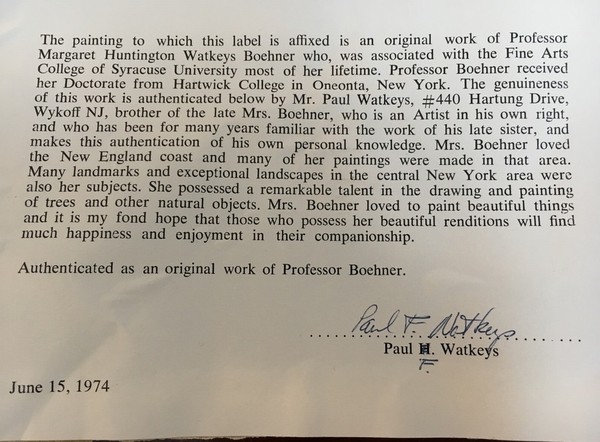 The painting to which this label is affixed is an original work of Professor
Margaret Huntington Watkeys Boehner who, was associated with the Fine Arts
College of Syracuse University most of her lifetime. Professor Boehner received
her Doctorate from Hartwick College in Oneonta, New York. The genuineness
of this work is authenticated below by Mr. Paul Watkeys, #440 Hartung Drive,
Wykoff NJ, brother of the late Mrs. Boehner, who is an Artist in his own right,
and who has been for many years familiar with the work of his late sister, and
makes this authentication of his own personal knowledge. Mrs. Boehner loved
the New England coast and many of her paintings were made in that area.
Many landmarks and exceptional landscapes in the central New York area were
also her subjects. She possessed a remarkable talent in the drawing and painting
of trees and other natural objects. Mrs. Boehner loved to paint beautiful things
and it is my fond hope that those who possess her beautiful renditions will find
much happiness and enjoyment in their companionship.
Authenticated as an original work of Professor Boehner.
Paul F. Watkeys
Paul H. Watkeys
F.
June 15, 1974